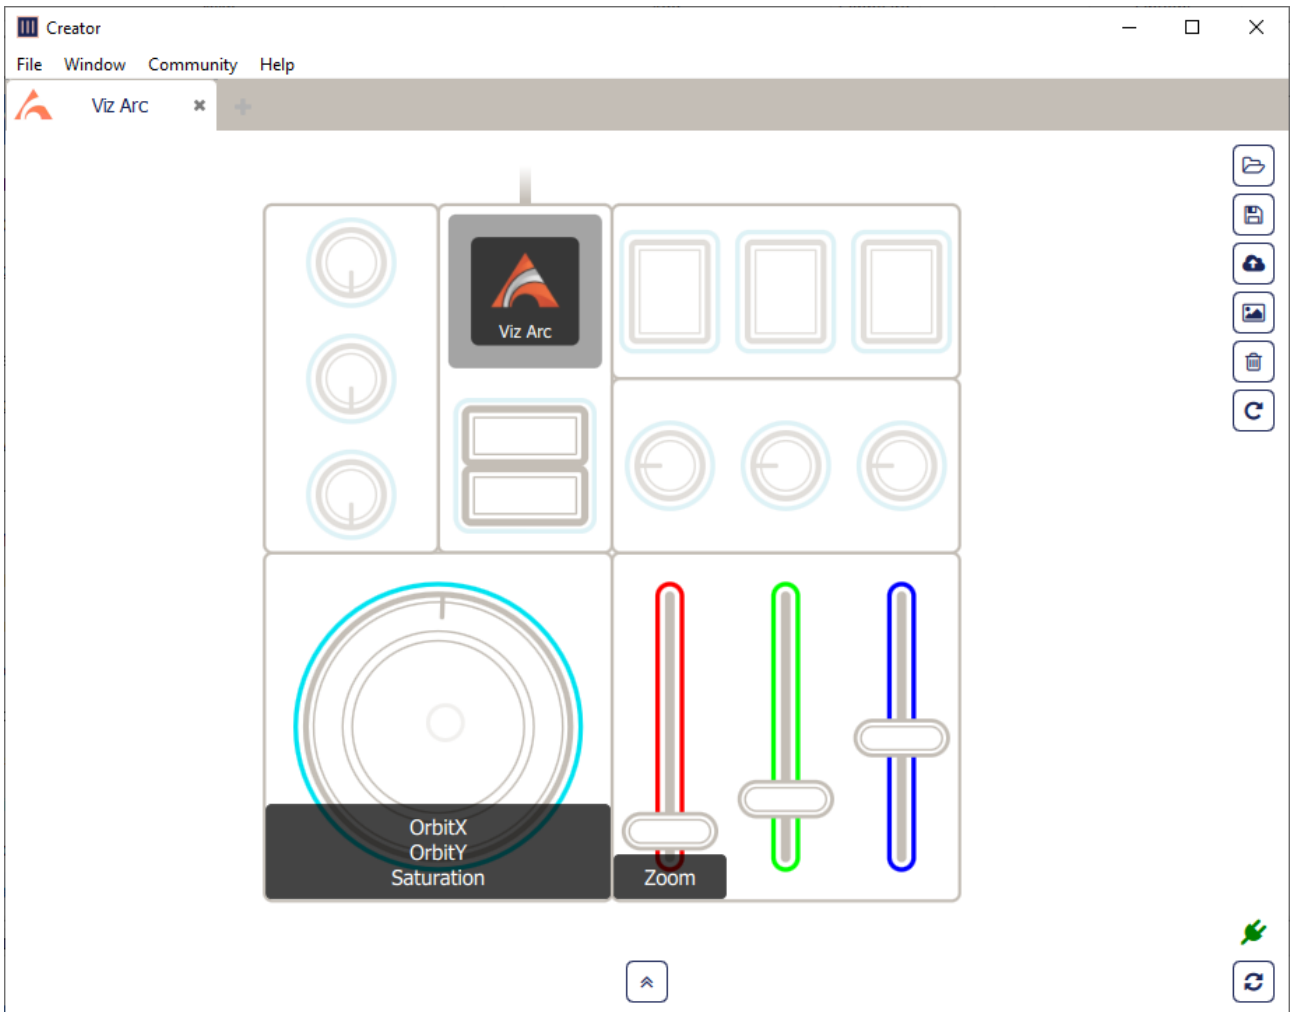 Creator
File Window Community Help
Viz Arc
Viz Arc
OrbitX
OrbitY
Saturation
Zoom